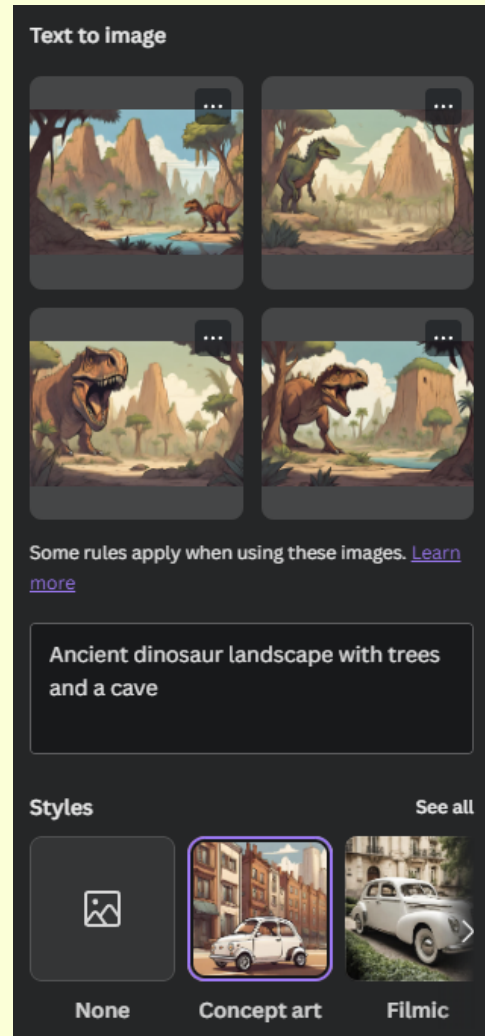 Text to image
Some rules apply when using these images. Learn
more
Ancient dinosaur landscape with trees
and a cave
Styles
See all
None
Concept art
Filmic